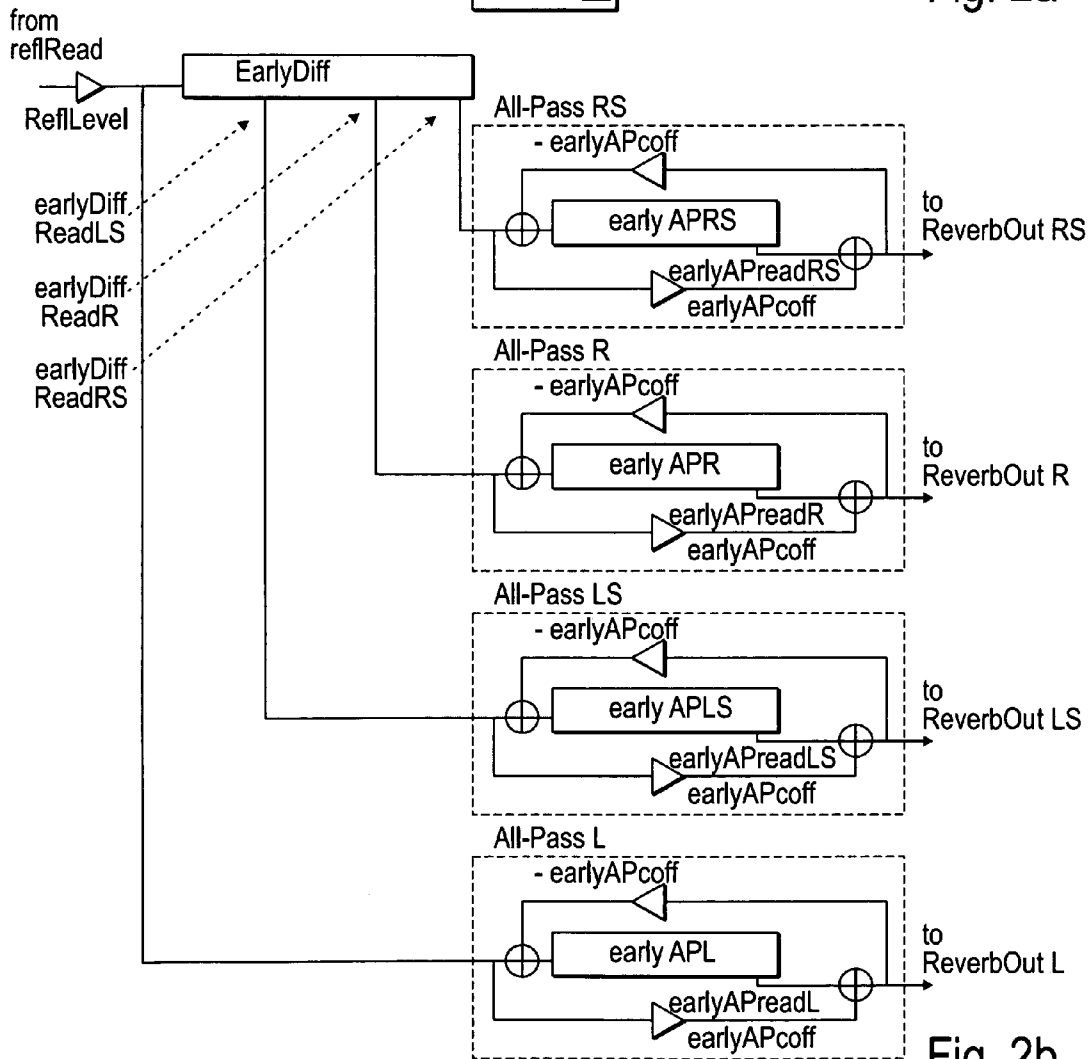 Fig. 2a
from
reflRead
EarlyDiff
ReflLevel
earlyDiff
ReadLS
earlyDiff
ReadR
earlyDiff
ReadRS
All-Pass RS
- earlyAPcoff
early APRS
earlyAPreadRS
earlyAPcoff
to
ReverbOut RS
All-Pass R
- earlyAPcoff
early APR
earlyAPreadR
earlyAPcoff
to
ReverbOut R
All-Pass LS
- earlyAPcoff
early APLS
earlyAPreadLS
earlyAPcoff
to
ReverbOut LS
All-Pass L
- earlyAPcoff
early APL
earlyAPreadL
earlyAPcoff
to
ReverbOut L
Fig. 2b